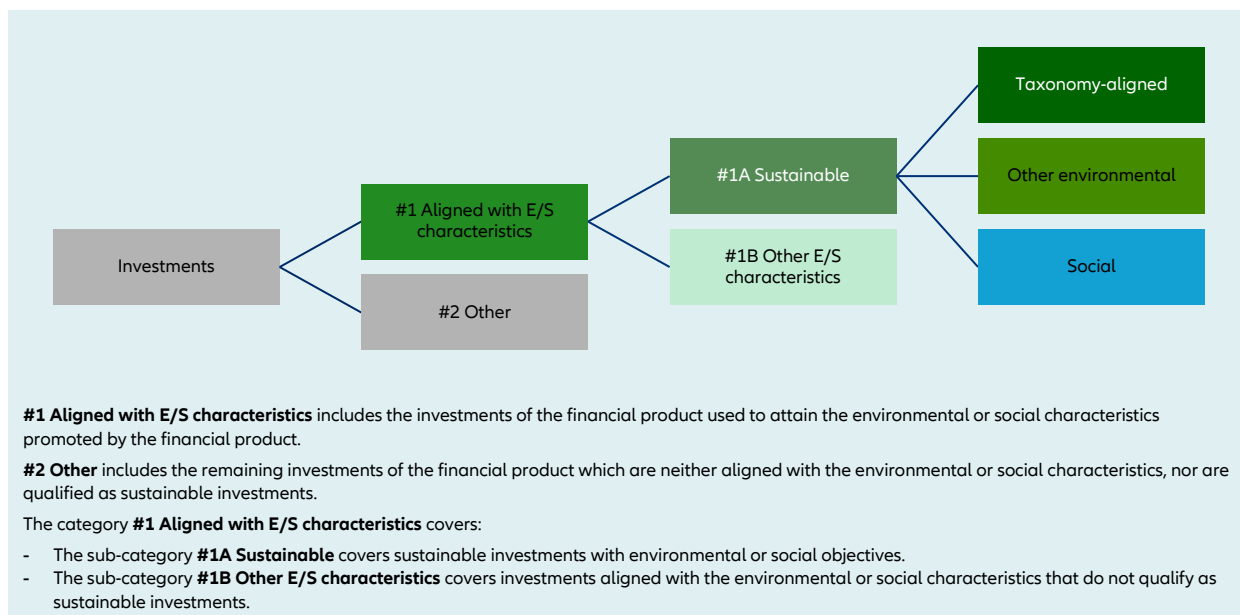 Taxonomy-aligned
#1A Sustainable
Other environmental
#1 Aligned with E/S
characteristics
#1B Other E/S
characteristics
Investments
Social
#2 Other
#1 Aligned with E/S characteristics includes the investments of the financial product used to attain the environmental or social characteristics
promoted by the financial product.
#2 Other includes the remaining investments of the financial product which are neither aligned with the environmental or social characteristics, nor are
qualified as sustainable investments.
The category #1 Aligned with E/S characteristics covers:
- The sub-category #1A Sustainable covers sustainable investments with environmental or social objectives.
- The sub-category #1B Other E/S characteristics covers investments aligned with the environmental or social characteristics that do not qualify as
sustainable investments.